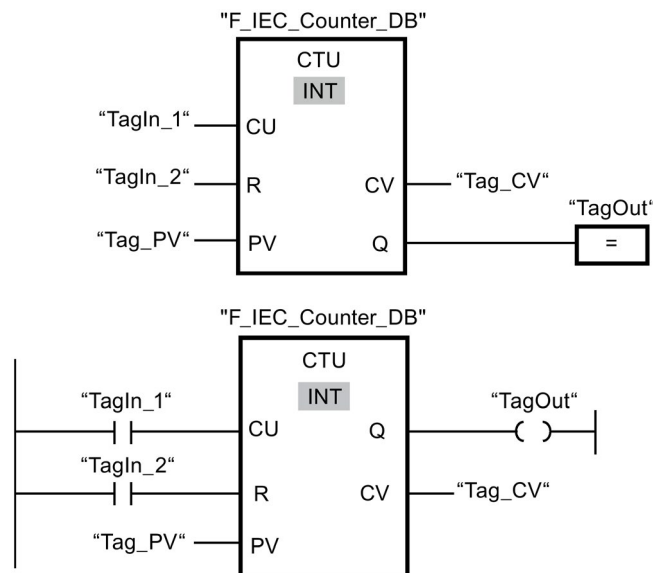 "F_IEC_Counter_DB"
CTU
INT
“TagIn_1“
CU
“TagIn_2“
R
CV
“Tag_CV“
“TagOut“
“Tag_PV“
PV
Q
=
"F_IEC_Counter_DB"
CTU
INT
“TagIn_1“
“TagOut“
CU
Q
“TagIn_2“
R
CV
“Tag_CV“
“Tag_PV“
PV